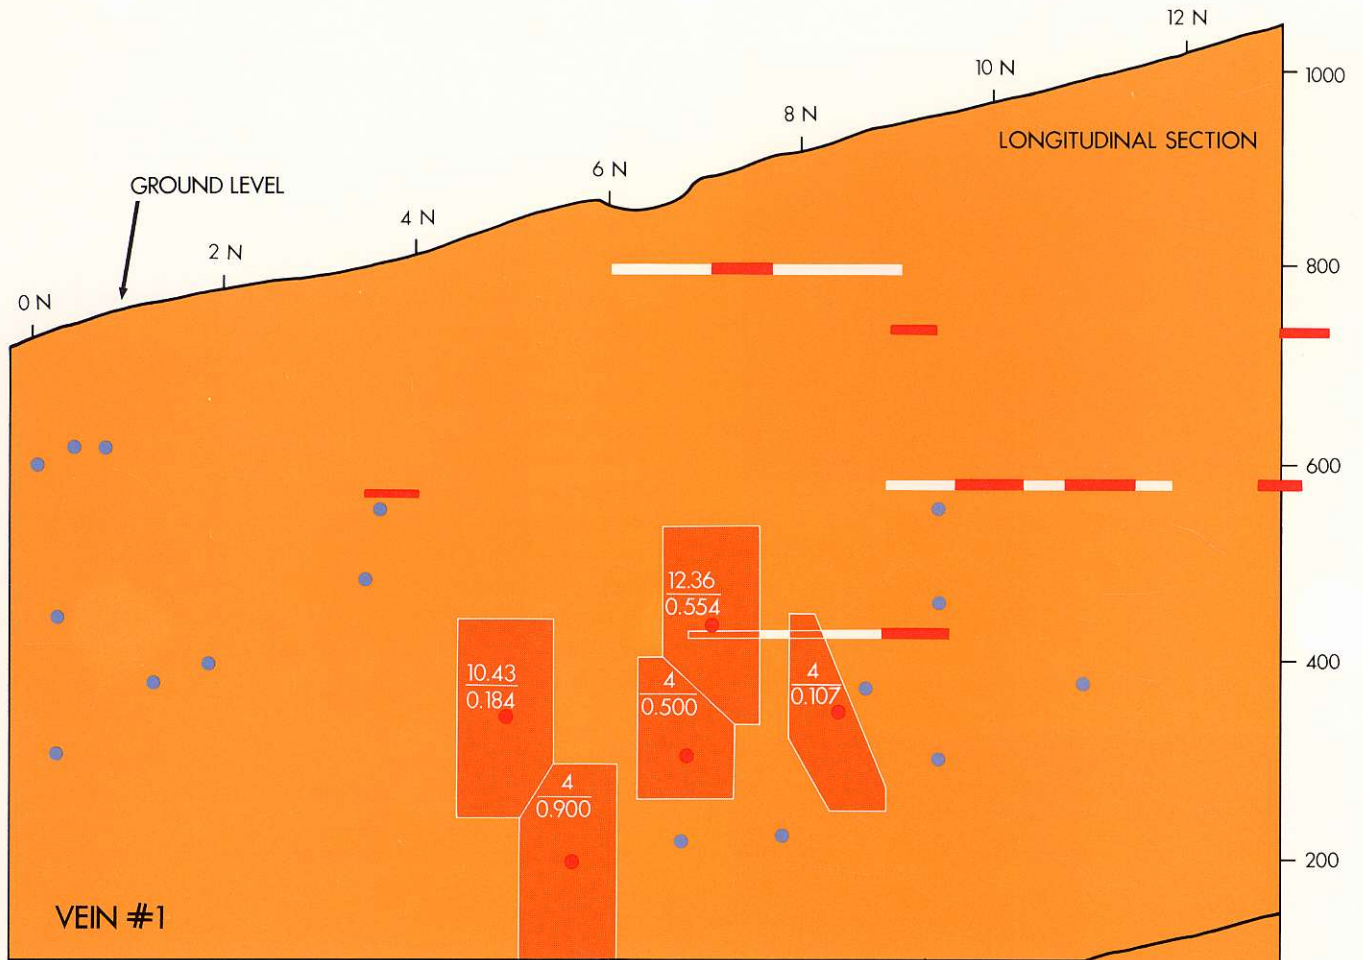 12 N
10 N
1000
8 N
LONGITUDINAL SECTION
6 N
GROUND LEVEL
4 N
2 N
800
0 N
600
12.36
0.554
400
10.43
0.184
4
0.500
4
0.107
4
0.900
200
VEIN #1